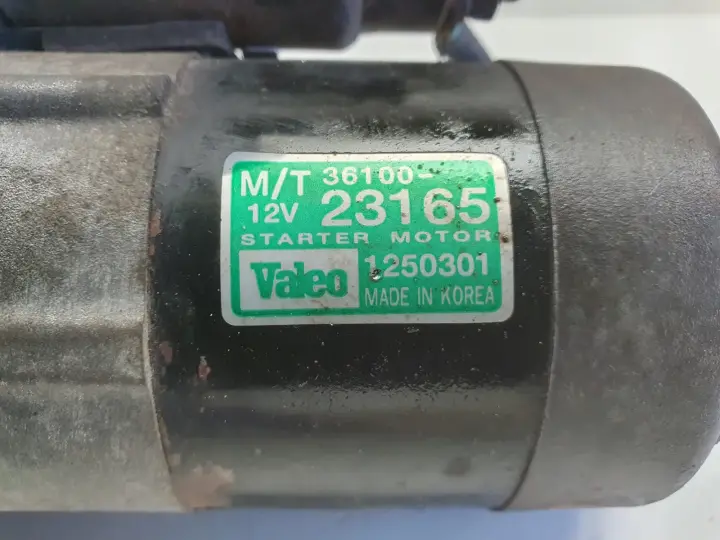 M/T 36100-
12V 23165
STARTER MOTOR
Valeo 1250301
MADE IN KOREA